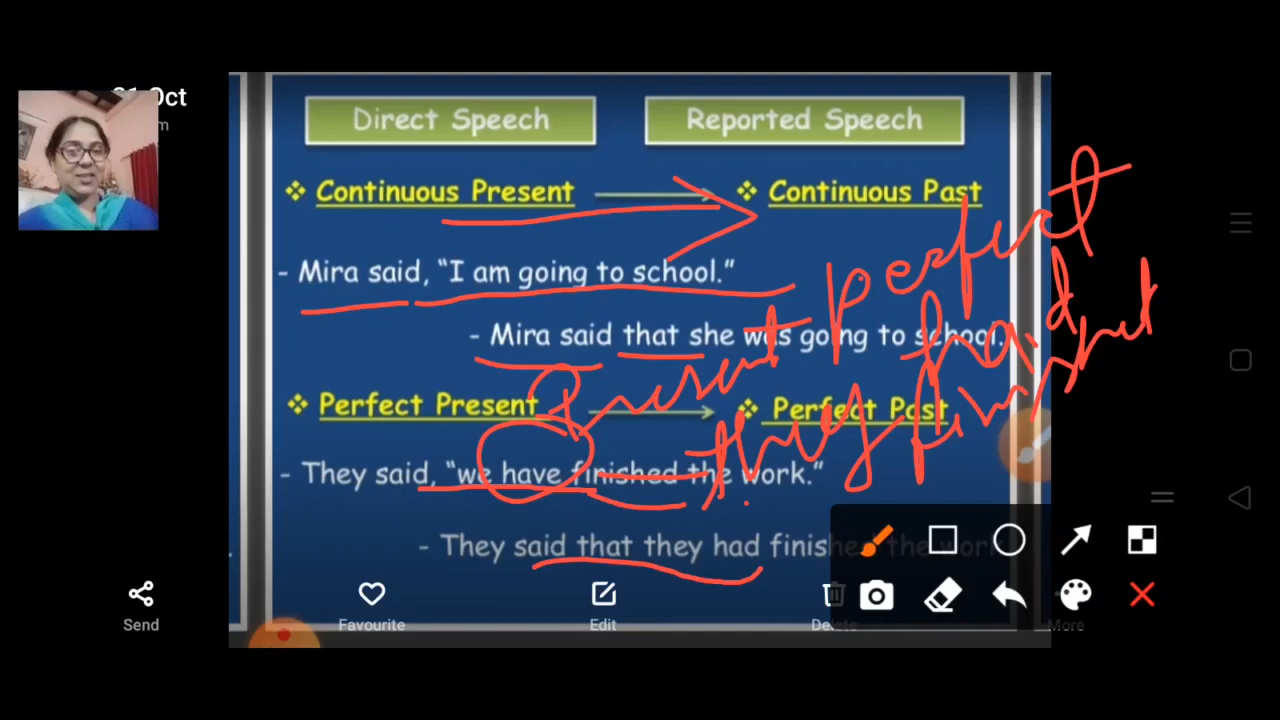 21 Oct
m
Direct Speech
Reported Speech
❖ Continuous Present
❖ Continuous Past
- Mira said, “I am going to school.”
- Mira said that she was going to school.
Present perfect
❖ Perfect Present
❖ Perfect Past
they had
finished
- They said, “we have finished the work.”
- They said that they had finished the work
Send
Favourite
Edit
Delete
More